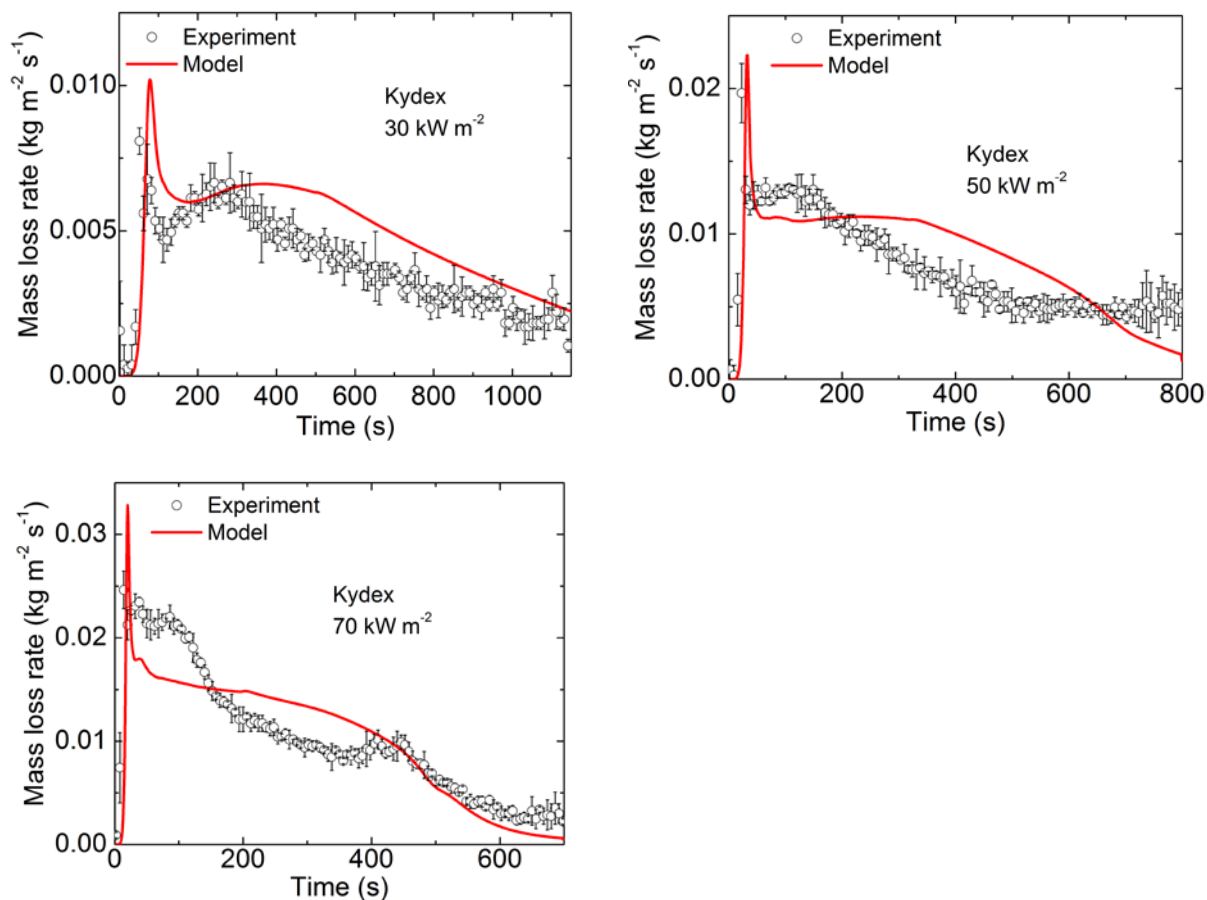 Experiment
Model
Kydex
30 kW m⁻²
0.010
0.005
0.000
Mass loss rate (kg m⁻² s⁻¹)
0 200 400 600 800 1000
Time (s)
Experiment
Model
Kydex
50 kW m⁻²
0.02
0.01
0.00
Mass loss rate (kg m⁻² s⁻¹)
0 200 400 600 800
Time (s)
Experiment
Model
Kydex
70 kW m⁻²
0.03
0.02
0.01
0.00
Mass loss rate (kg m⁻² s⁻¹)
0 200 400 600
Time (s)